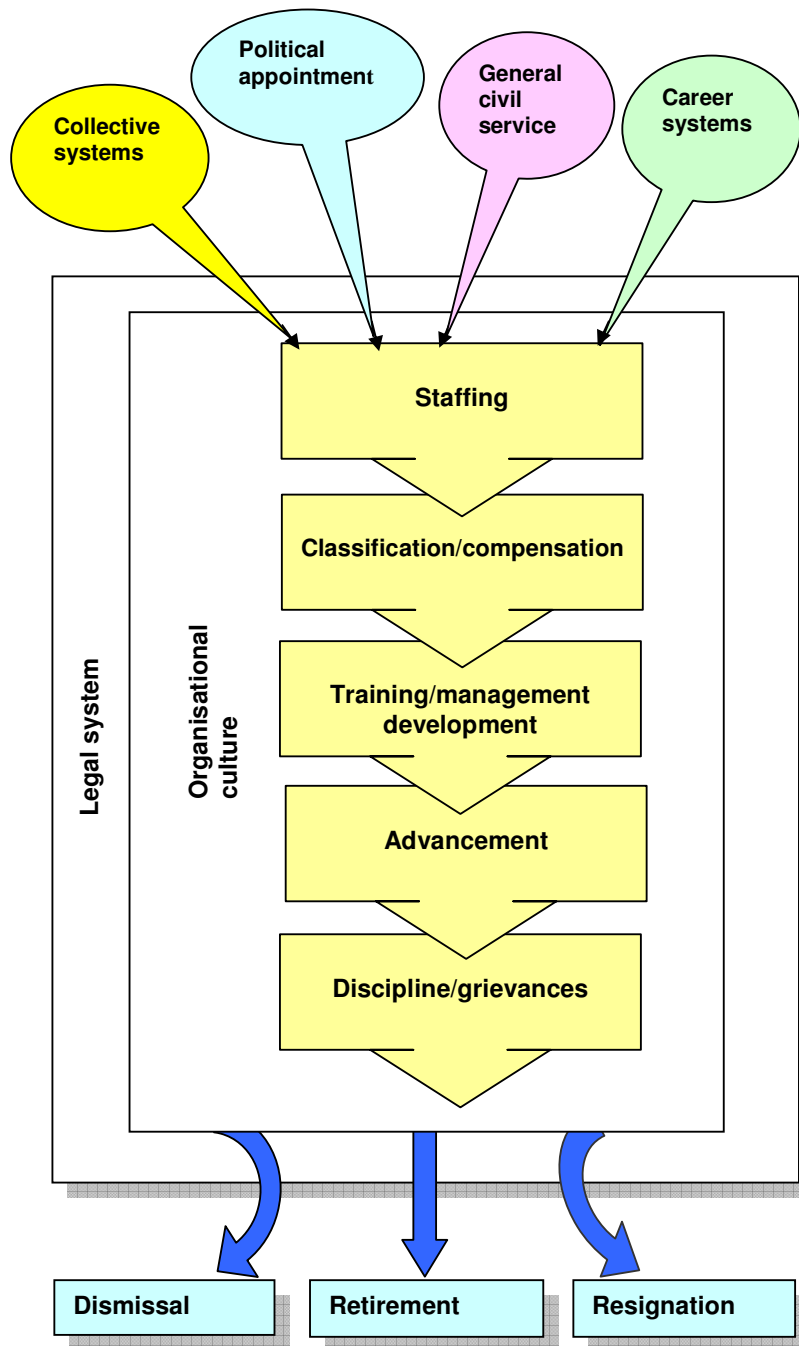 Collective
systems
Political
appointment
General
civil
service
Career
systems
Staffing
Classification/compensation
Training/management
development
Advancement
Discipline/grievances
Organisational
culture
Legal system
Dismissal
Retirement
Resignation